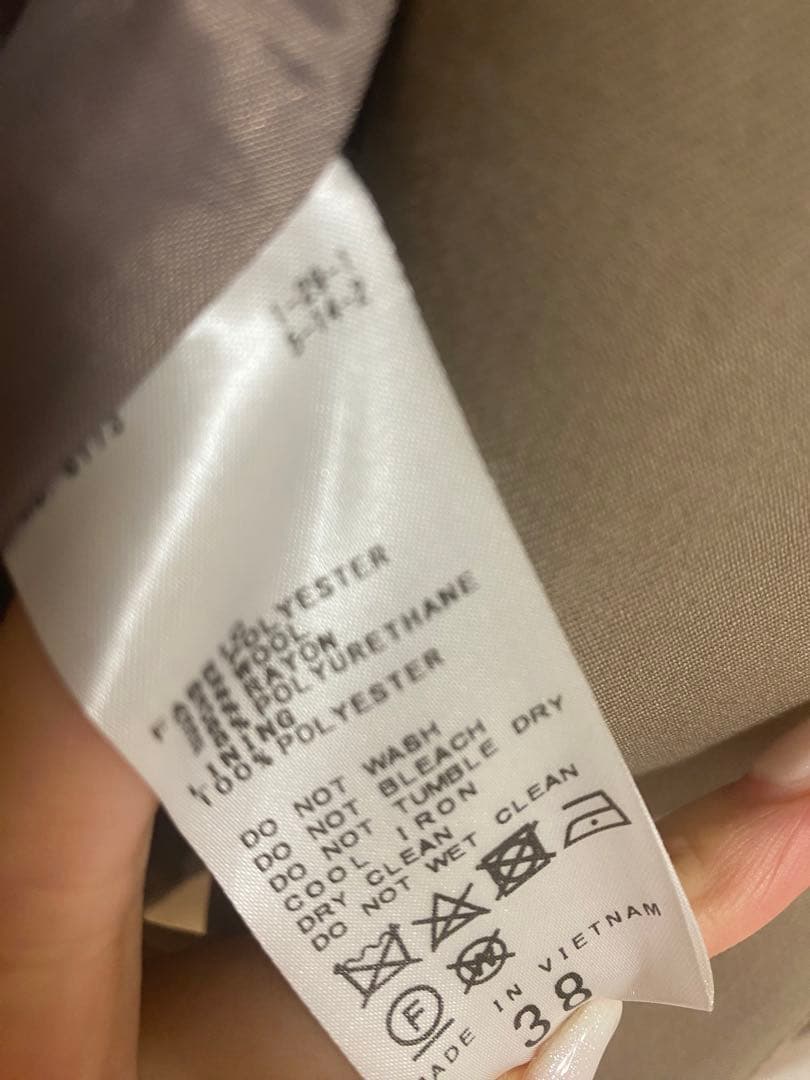 POLYESTER
WOOL
RAYON
POLYURETHANE
LINING
100% POLYESTER
DO NOT WASH
DO NOT BLEACH
DO NOT TUMBLE DRY
COOL IRON
DRY CLEAN
DO NOT WET CLEAN
W
F
MADE IN VIETNAM
38